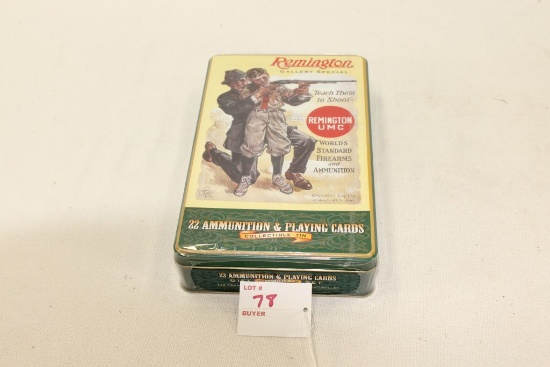 Remington
GALLERY SPECIAL
Teach Them
to Shoot
REMINGTON
UMC
WORLD'S
STANDARD
FIREARMS
and
AMMUNITION
22 AMMUNITION & PLAYING CARDS
COLLECTIBLE TIN
22 AMMUNITION & PLAYING CARDS
LOT #
78
BUYER